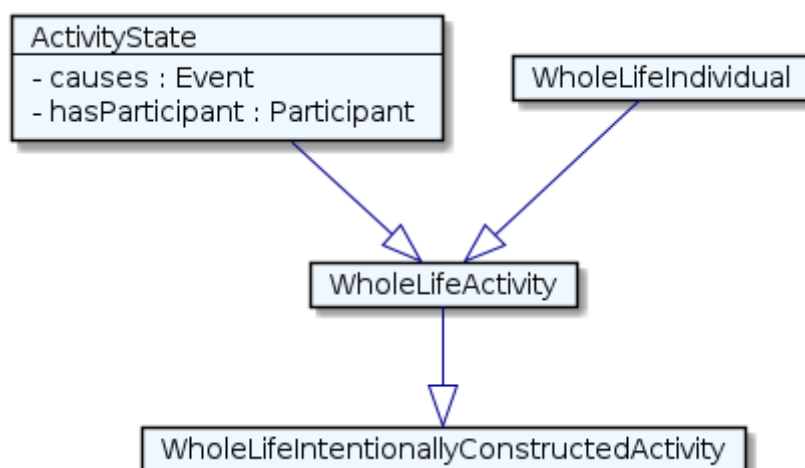 ActivityState
- causes : Event
- hasParticipant : Participant
WholeLifeIndividual
WholeLifeActivity
WholeLifeIntentionallyConstructedActivity